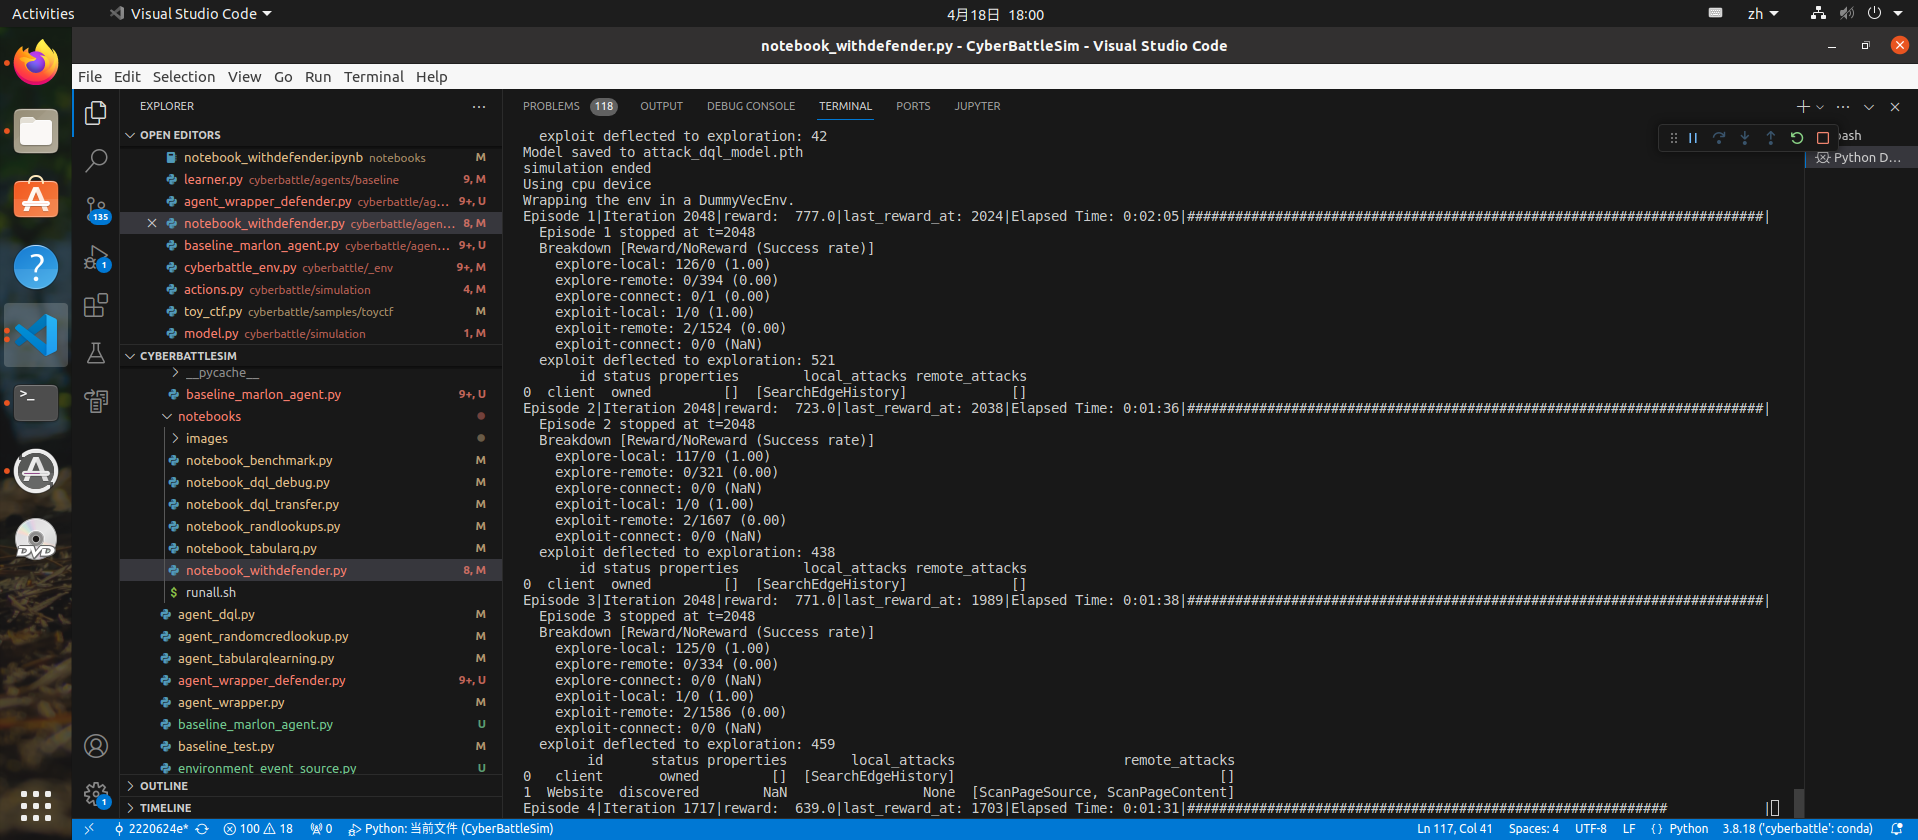 Activities
Visual Studio Code
4月18日 18:00
zh
notebook_withdefender.py - CyberBattleSim - Visual Studio Code
File Edit Selection View Go Run Terminal Help
EXPLORER
OPEN EDITORS
notebook_withdefender.ipynb notebooks M
learner.py cyberbattle/agents/baseline 9, M
agent_wrapper_defender.py cyberbattle/ag... 9+, U
notebook_withdefender.py cyberbattle/agen... 8, M
baseline_marlon_agent.py cyberbattle/agen... 9+, U
cyberbattle_env.py cyberbattle/_env 9+, M
actions.py cyberbattle/simulation 4, M
toy_ctf.py cyberbattle/samples/toyctf M
model.py cyberbattle/simulation 1, M
CYBERBATTLESIM
__pycache__
baseline_marlon_agent.py 9+, U
notebooks
images
notebook_benchmark.py M
notebook_dql_debug.py M
notebook_dql_transfer.py M
notebook_randlookups.py M
notebook_tabularq.py M
notebook_withdefender.py 8, M
runall.sh
agent_dql.py M
agent_randomcredlookup.py M
agent_tabularqlearning.py M
agent_wrapper_defender.py 9+, U
agent_wrapper.py M
baseline_marlon_agent.py U
baseline_test.py M
environment_event_source.py U
OUTLINE
TIMELINE
135
1
1
DVD
PROBLEMS 118 OUTPUT DEBUG CONSOLE TERMINAL PORTS JUPYTER
bash
Python D...
exploit deflected to exploration: 42
Model saved to attack_dql_model.pth
simulation ended
Using cpu device
Wrapping the env in a DummyVecEnv.
Episode 1|Iteration 2048|reward:  777.0|last_reward_at: 2024|Elapsed Time: 0:02:05|########################################################################|
Episode 1 stopped at t=2048
Breakdown [Reward/NoReward (Success rate)]
explore-local: 126/0 (1.00)
explore-remote: 0/394 (0.00)
explore-connect: 0/1 (0.00)
exploit-local: 1/0 (1.00)
exploit-remote: 2/1524 (0.00)
exploit-connect: 0/0 (NaN)
exploit deflected to exploration: 521
id status properties local_attacks remote_attacks
0 client owned [] [SearchEdgeHistory] []
Episode 2|Iteration 2048|reward:  723.0|last_reward_at: 2038|Elapsed Time: 0:01:36|########################################################################|
Episode 2 stopped at t=2048
Breakdown [Reward/NoReward (Success rate)]
explore-local: 117/0 (1.00)
explore-remote: 0/321 (0.00)
explore-connect: 0/0 (NaN)
exploit-local: 1/0 (1.00)
exploit-remote: 2/1607 (0.00)
exploit-connect: 0/0 (NaN)
exploit deflected to exploration: 438
id status properties local_attacks remote_attacks
0 client owned [] [SearchEdgeHistory] []
Episode 3|Iteration 2048|reward:  771.0|last_reward_at: 1989|Elapsed Time: 0:01:38|########################################################################|
Episode 3 stopped at t=2048
Breakdown [Reward/NoReward (Success rate)]
explore-local: 125/0 (1.00)
explore-remote: 0/334 (0.00)
explore-connect: 0/0 (NaN)
exploit-local: 1/0 (1.00)
exploit-remote: 2/1586 (0.00)
exploit-connect: 0/0 (NaN)
exploit deflected to exploration: 459
id status properties local_attacks remote_attacks
0 client owned [] [SearchEdgeHistory] []
1 Website discovered NaN None [ScanPageSource, ScanPageContent]
Episode 4|Iteration 1717|reward:  639.0|last_reward_at: 1703|Elapsed Time: 0:01:31|############################################################ |
2220624e* 100 18 0 Python: 当前文件 (CyberBattleSim) Ln 117, Col 41 Spaces: 4 UTF-8 LF {} Python 3.8.18 ('cyberbattle': conda)